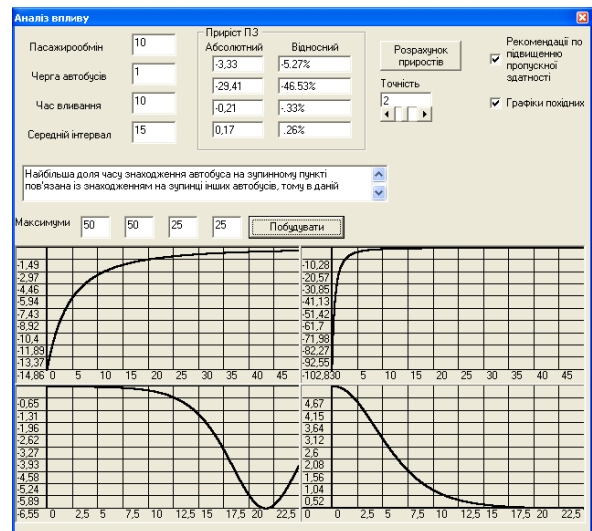 Аналіз впливу
Пасажирообмін 10
Черга автобусів 1
Час вливання 10
Середній інтервал 15
Приріст ПЗ
Абсолютний Відносний
-3,33 -5.27%
-29,41 -46.53%
-0,21 -.33%
0,17 .26%
Розрахунок приростів
Точність
2
Рекомендації по підвищенню пропускної здатності
Графіки похідних
Найбільша доля часу знаходження автобуса на зупинному пункті
пов'язана із знаходженням на зупинці інших автобусів, тому в даній
Максимуми 50 50 25 25 Побудувати
-1,49
-2,97
-4,46
-5,94
-7,43
-8,92
-10,4
-11,89
-13,37
-14,86 0 5 10 15 20 25 30 35 40 45
-10,28
-20,57
-30,85
-41,13
-51,42
-61,7
-71,98
-82,27
-92,55
-102,830 5 10 15 20 25 30 35 40 45
-0,65
-1,31
-1,96
-2,62
-3,27
-3,93
-4,58
-5,24
-5,89
-6,55 0 2,5 5 7,5 10 12,5 15 17,5 20 22,5
4,67
4,15
3,64
3,12
2,6
2,08
1,56
1,04
0,52
0 2,5 5 7,5 10 12,5 15 17,5 20 22,5